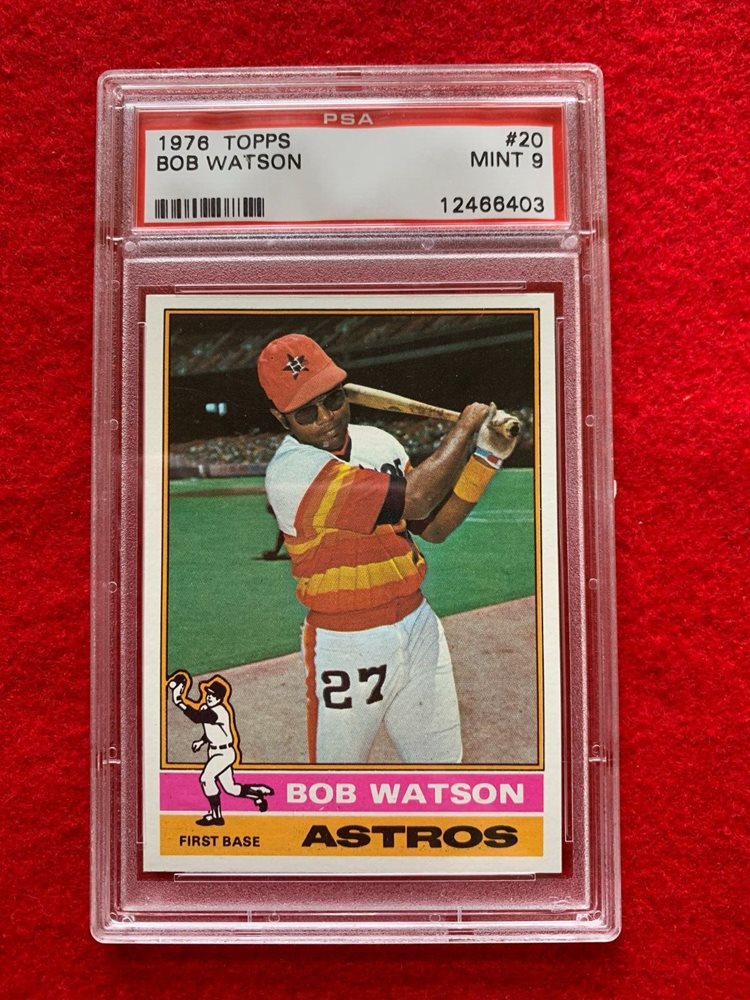 PSA
1976 TOPPS #20
BOB WATSON MINT 9
12466403
27
BOB WATSON
FIRST BASE ASTROS